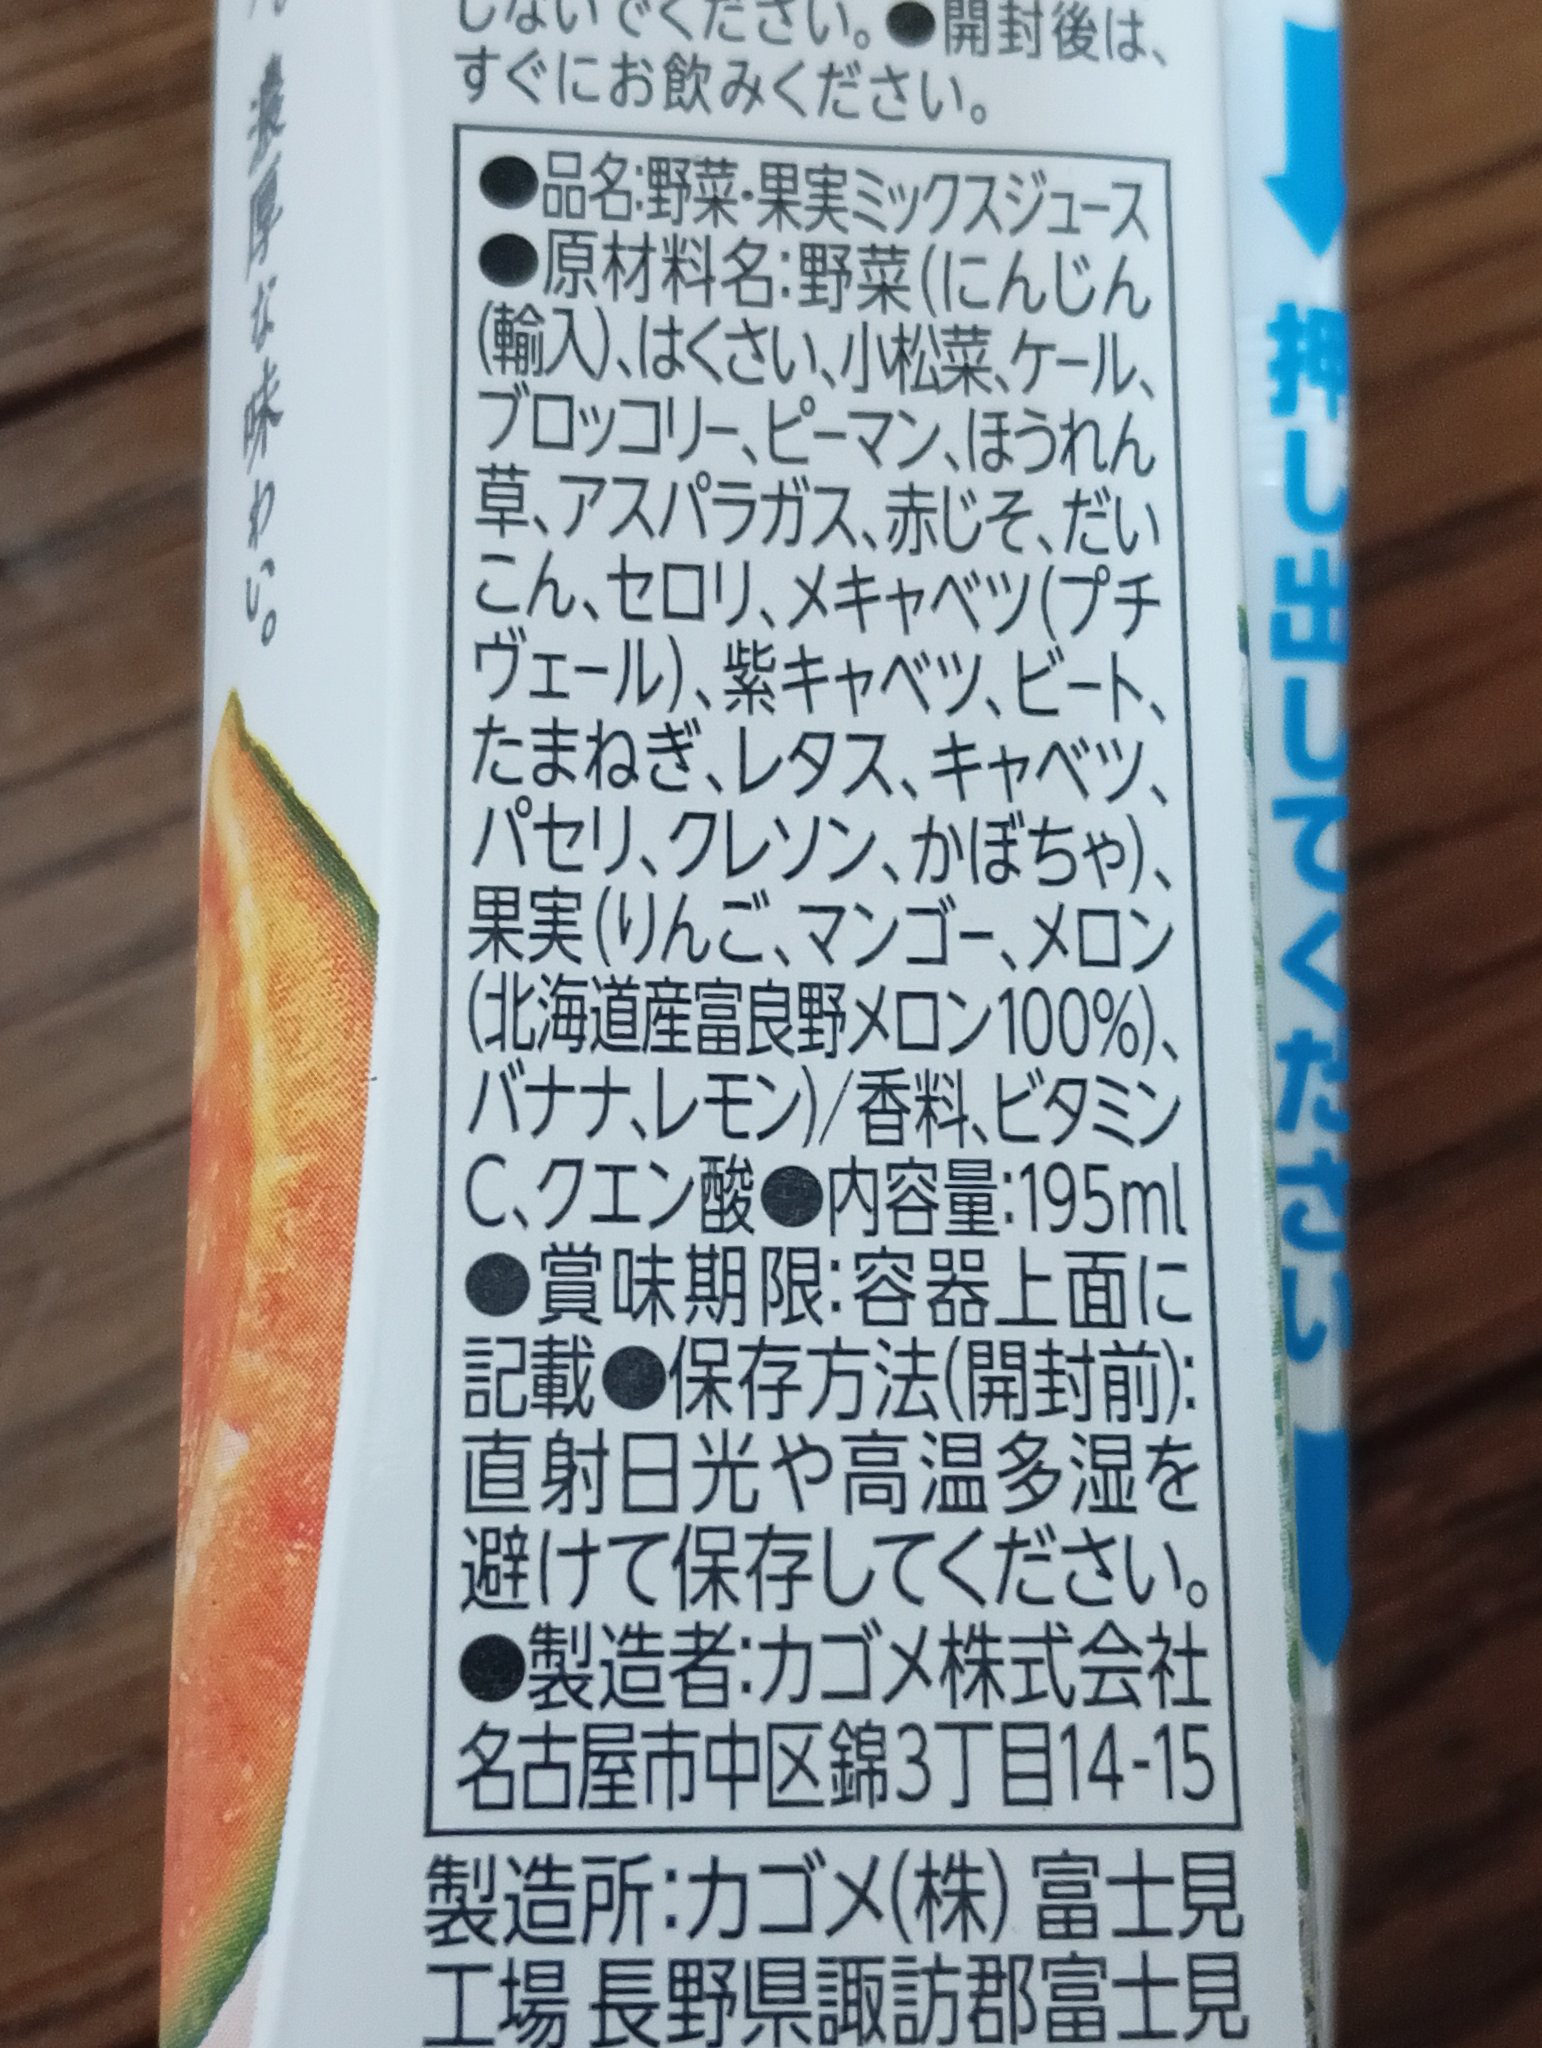 しないでください。●開封後は、
すぐにお飲みください。
●品名:野菜・果実ミックスジュース
●原材料名:野菜(にんじん
(輸入)、はくさい、小松菜、ケール、
ブロッコリー、ピーマン、ほうれん
草、アスパラガス、赤じそ、だい
こん、セロリ、メキャベツ(プチ
ヴェール)、紫キャベツ、ビート、
たまねぎ、レタス、キャベツ、
パセリ、クレソン、かぼちゃ)、
果実(りんご、マンゴー、メロン
(北海道産富良野メロン100%)、
バナナ、レモン)/香料、ビタミン
C、クエン酸●内容量:195ml
●賞味期限:容器上面に
記載●保存方法(開封前):
直射日光や高温多湿を
避けて保存してください。
●製造者:カゴメ株式会社
名古屋市中区錦3丁目14-15
製造所:カゴメ(株)富士見
工場 長野県諏訪郡富士見
濃厚な味わい。
押し出してください